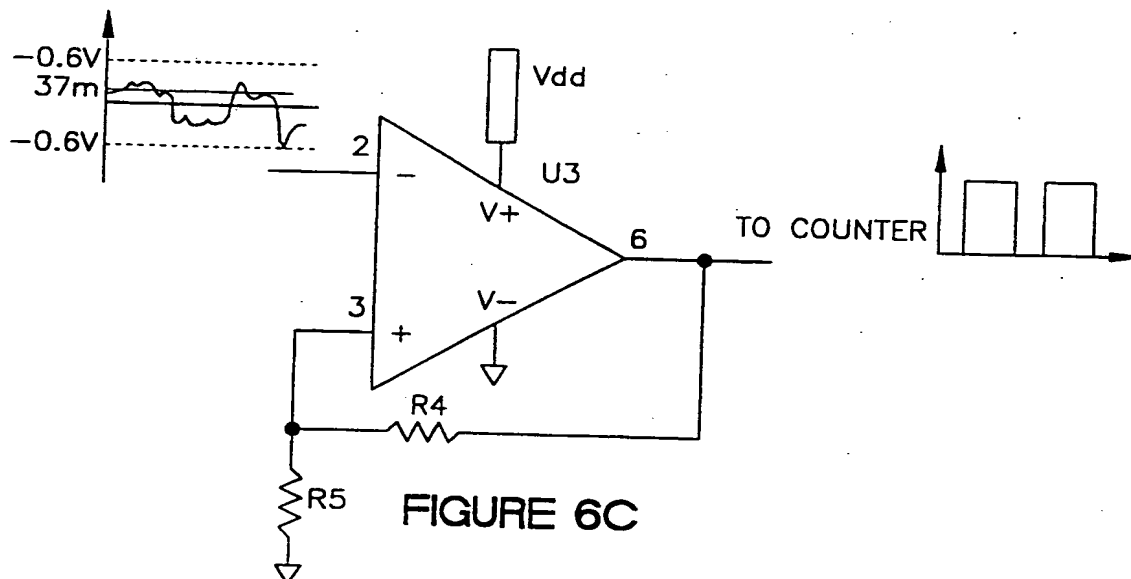 -0.6V
37m
-0.6V
Vdd
2
U3
-
V+
6
TO COUNTER
3
V-
+
R4
R5
FIGURE 6C